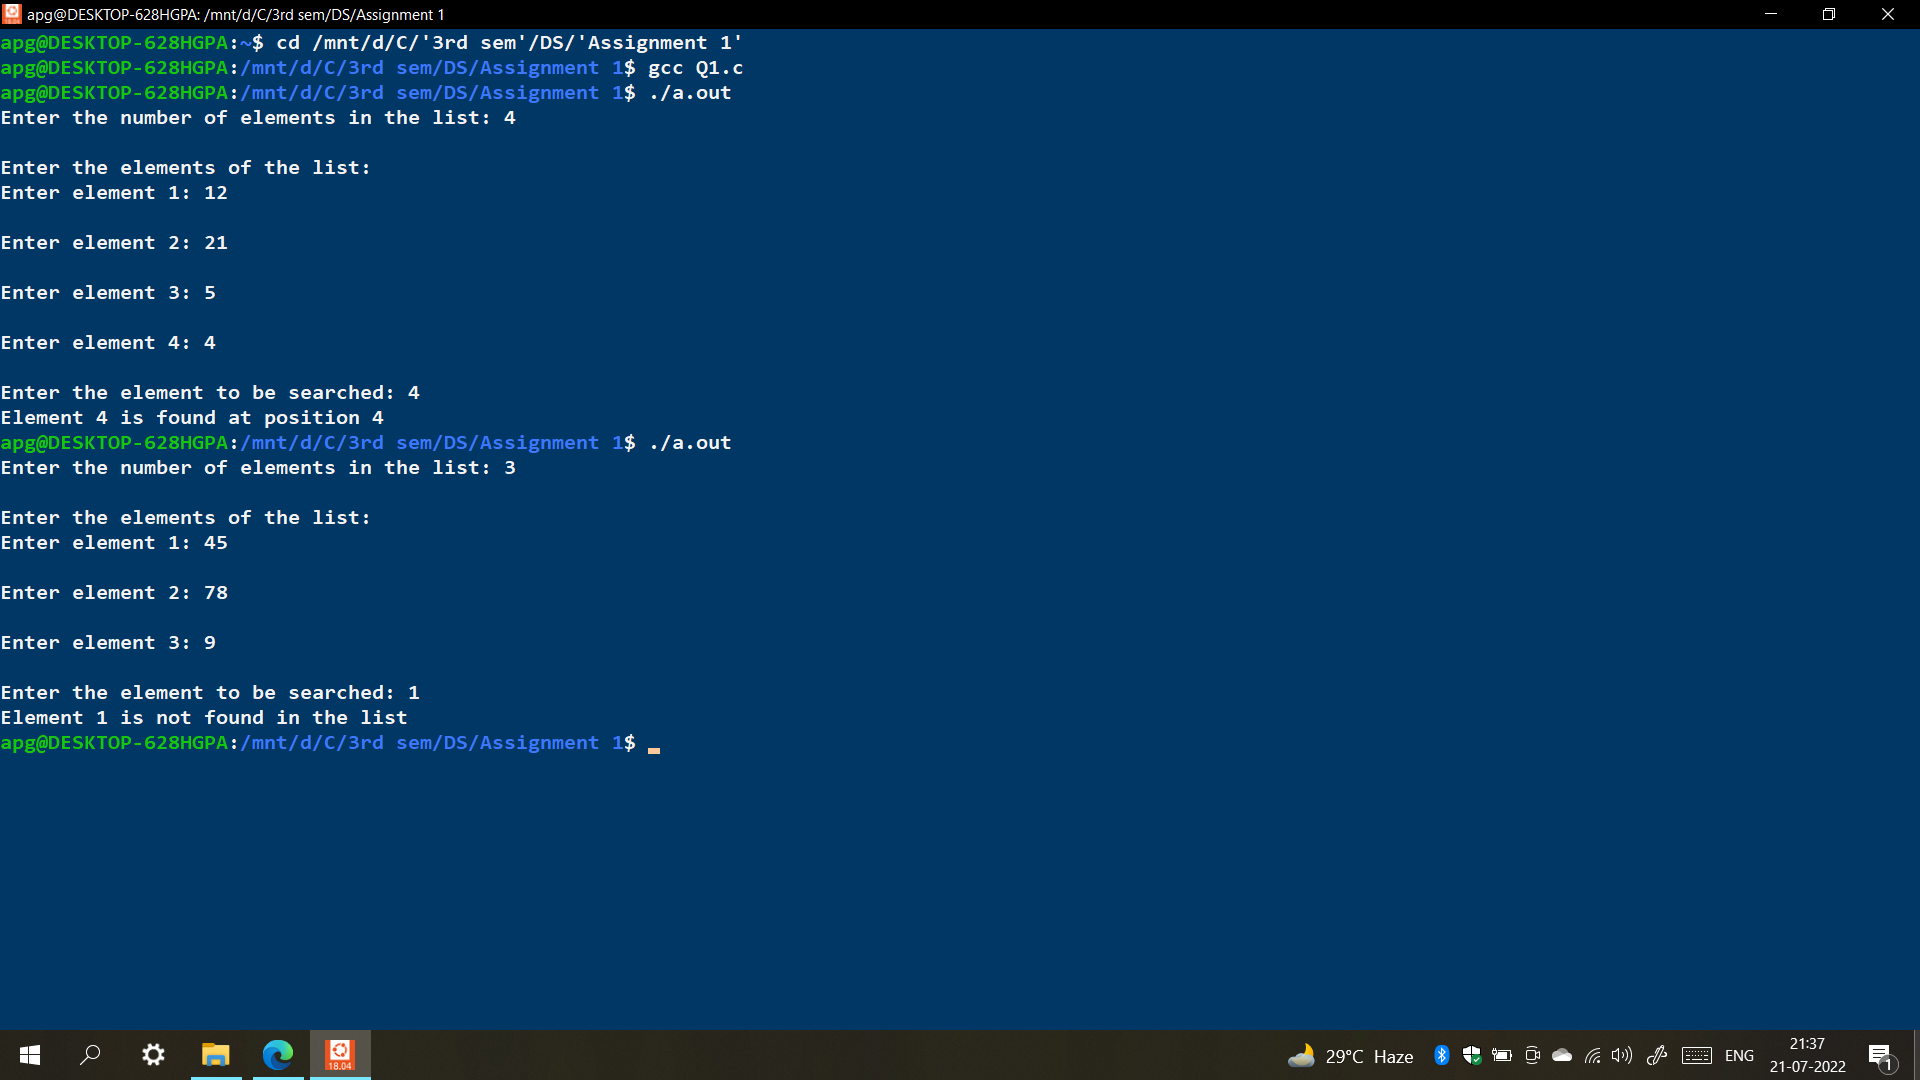 apg@DESKTOP-628HGPA: /mnt/d/C/3rd sem/DS/Assignment 1
apg@DESKTOP-628HGPA:~$ cd /mnt/d/C/'3rd sem'/DS/'Assignment 1'
apg@DESKTOP-628HGPA:/mnt/d/C/3rd sem/DS/Assignment 1$ gcc Q1.c
apg@DESKTOP-628HGPA:/mnt/d/C/3rd sem/DS/Assignment 1$ ./a.out
Enter the number of elements in the list: 4
Enter the elements of the list:
Enter element 1: 12
Enter element 2: 21
Enter element 3: 5
Enter element 4: 4
Enter the element to be searched: 4
Element 4 is found at position 4
apg@DESKTOP-628HGPA:/mnt/d/C/3rd sem/DS/Assignment 1$ ./a.out
Enter the number of elements in the list: 3
Enter the elements of the list:
Enter element 1: 45
Enter element 2: 78
Enter element 3: 9
Enter the element to be searched: 1
Element 1 is not found in the list
apg@DESKTOP-628HGPA:/mnt/d/C/3rd sem/DS/Assignment 1$
18.04
29°C Haze
ENG
21:37
21-07-2022
1